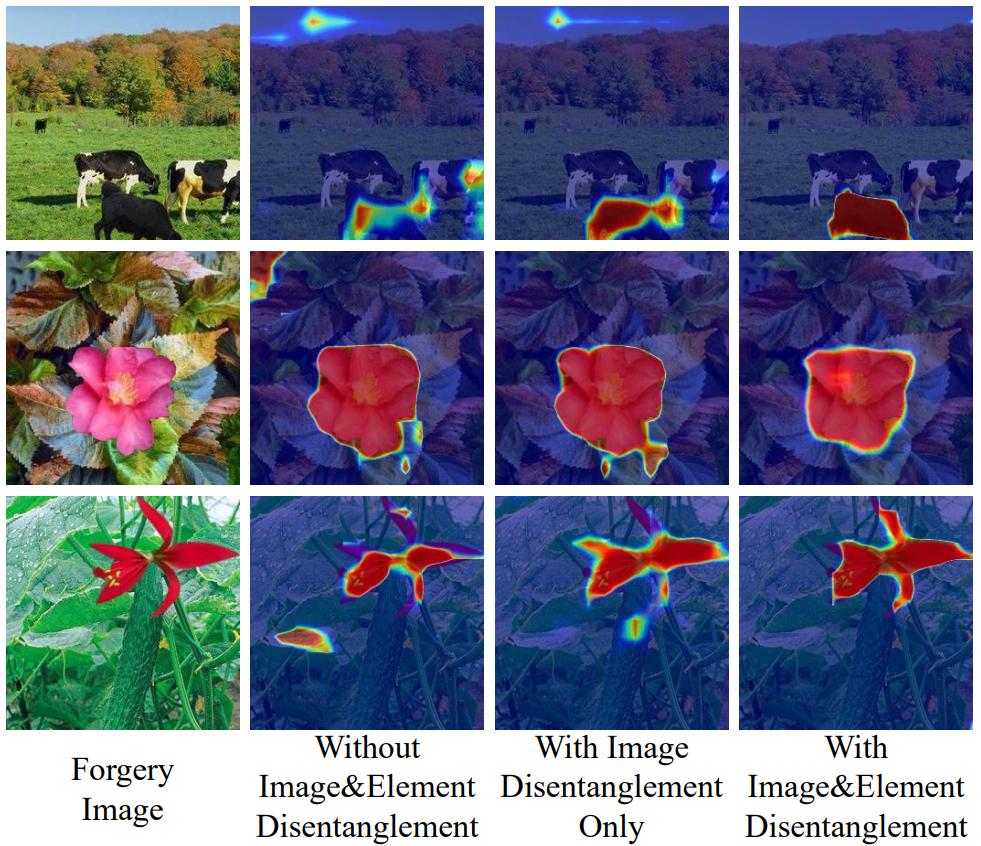 Forgery
Image
Without
Image&Element
Disentanglement
With Image
Disentanglement
Only
With
Image&Element
Disentanglement